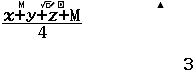 M √▱ D ▲
x+y+z+M
4
3